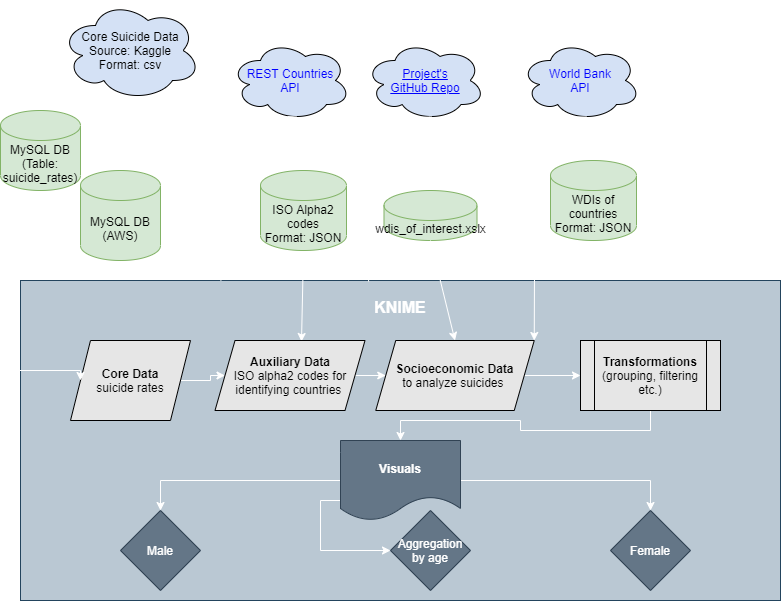 Core Suicide Data
Source: Kaggle
Format: csv
REST Countries
API
Project's
GitHub Repo
World Bank
API
MySQL DB
(Table:
suicide_rates)
MySQL DB
(AWS)
ISO Alpha2
codes
Format: JSON
wdis_of_interest.xslx
WDIs of
countries
Format: JSON
KNIME
Core Data
suicide rates
Auxiliary Data
ISO alpha2 codes for
identifying countries
Socioeconomic Data
to analyze suicides
Transformations
(grouping, filtering
etc.)
Visuals
Male
Aggregation
by age
Female